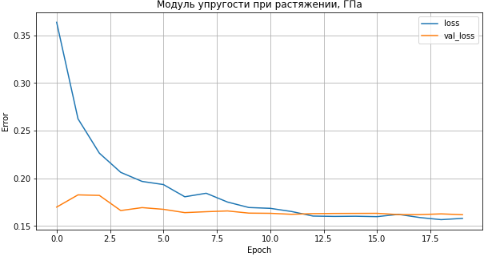 Модуль упругости при растяжении, ГПа
loss
val_loss
0.35
0.30
0.25
0.20
0.15
Error
0.0 2.5 5.0 7.5 10.0 12.5 15.0 17.5
Epoch